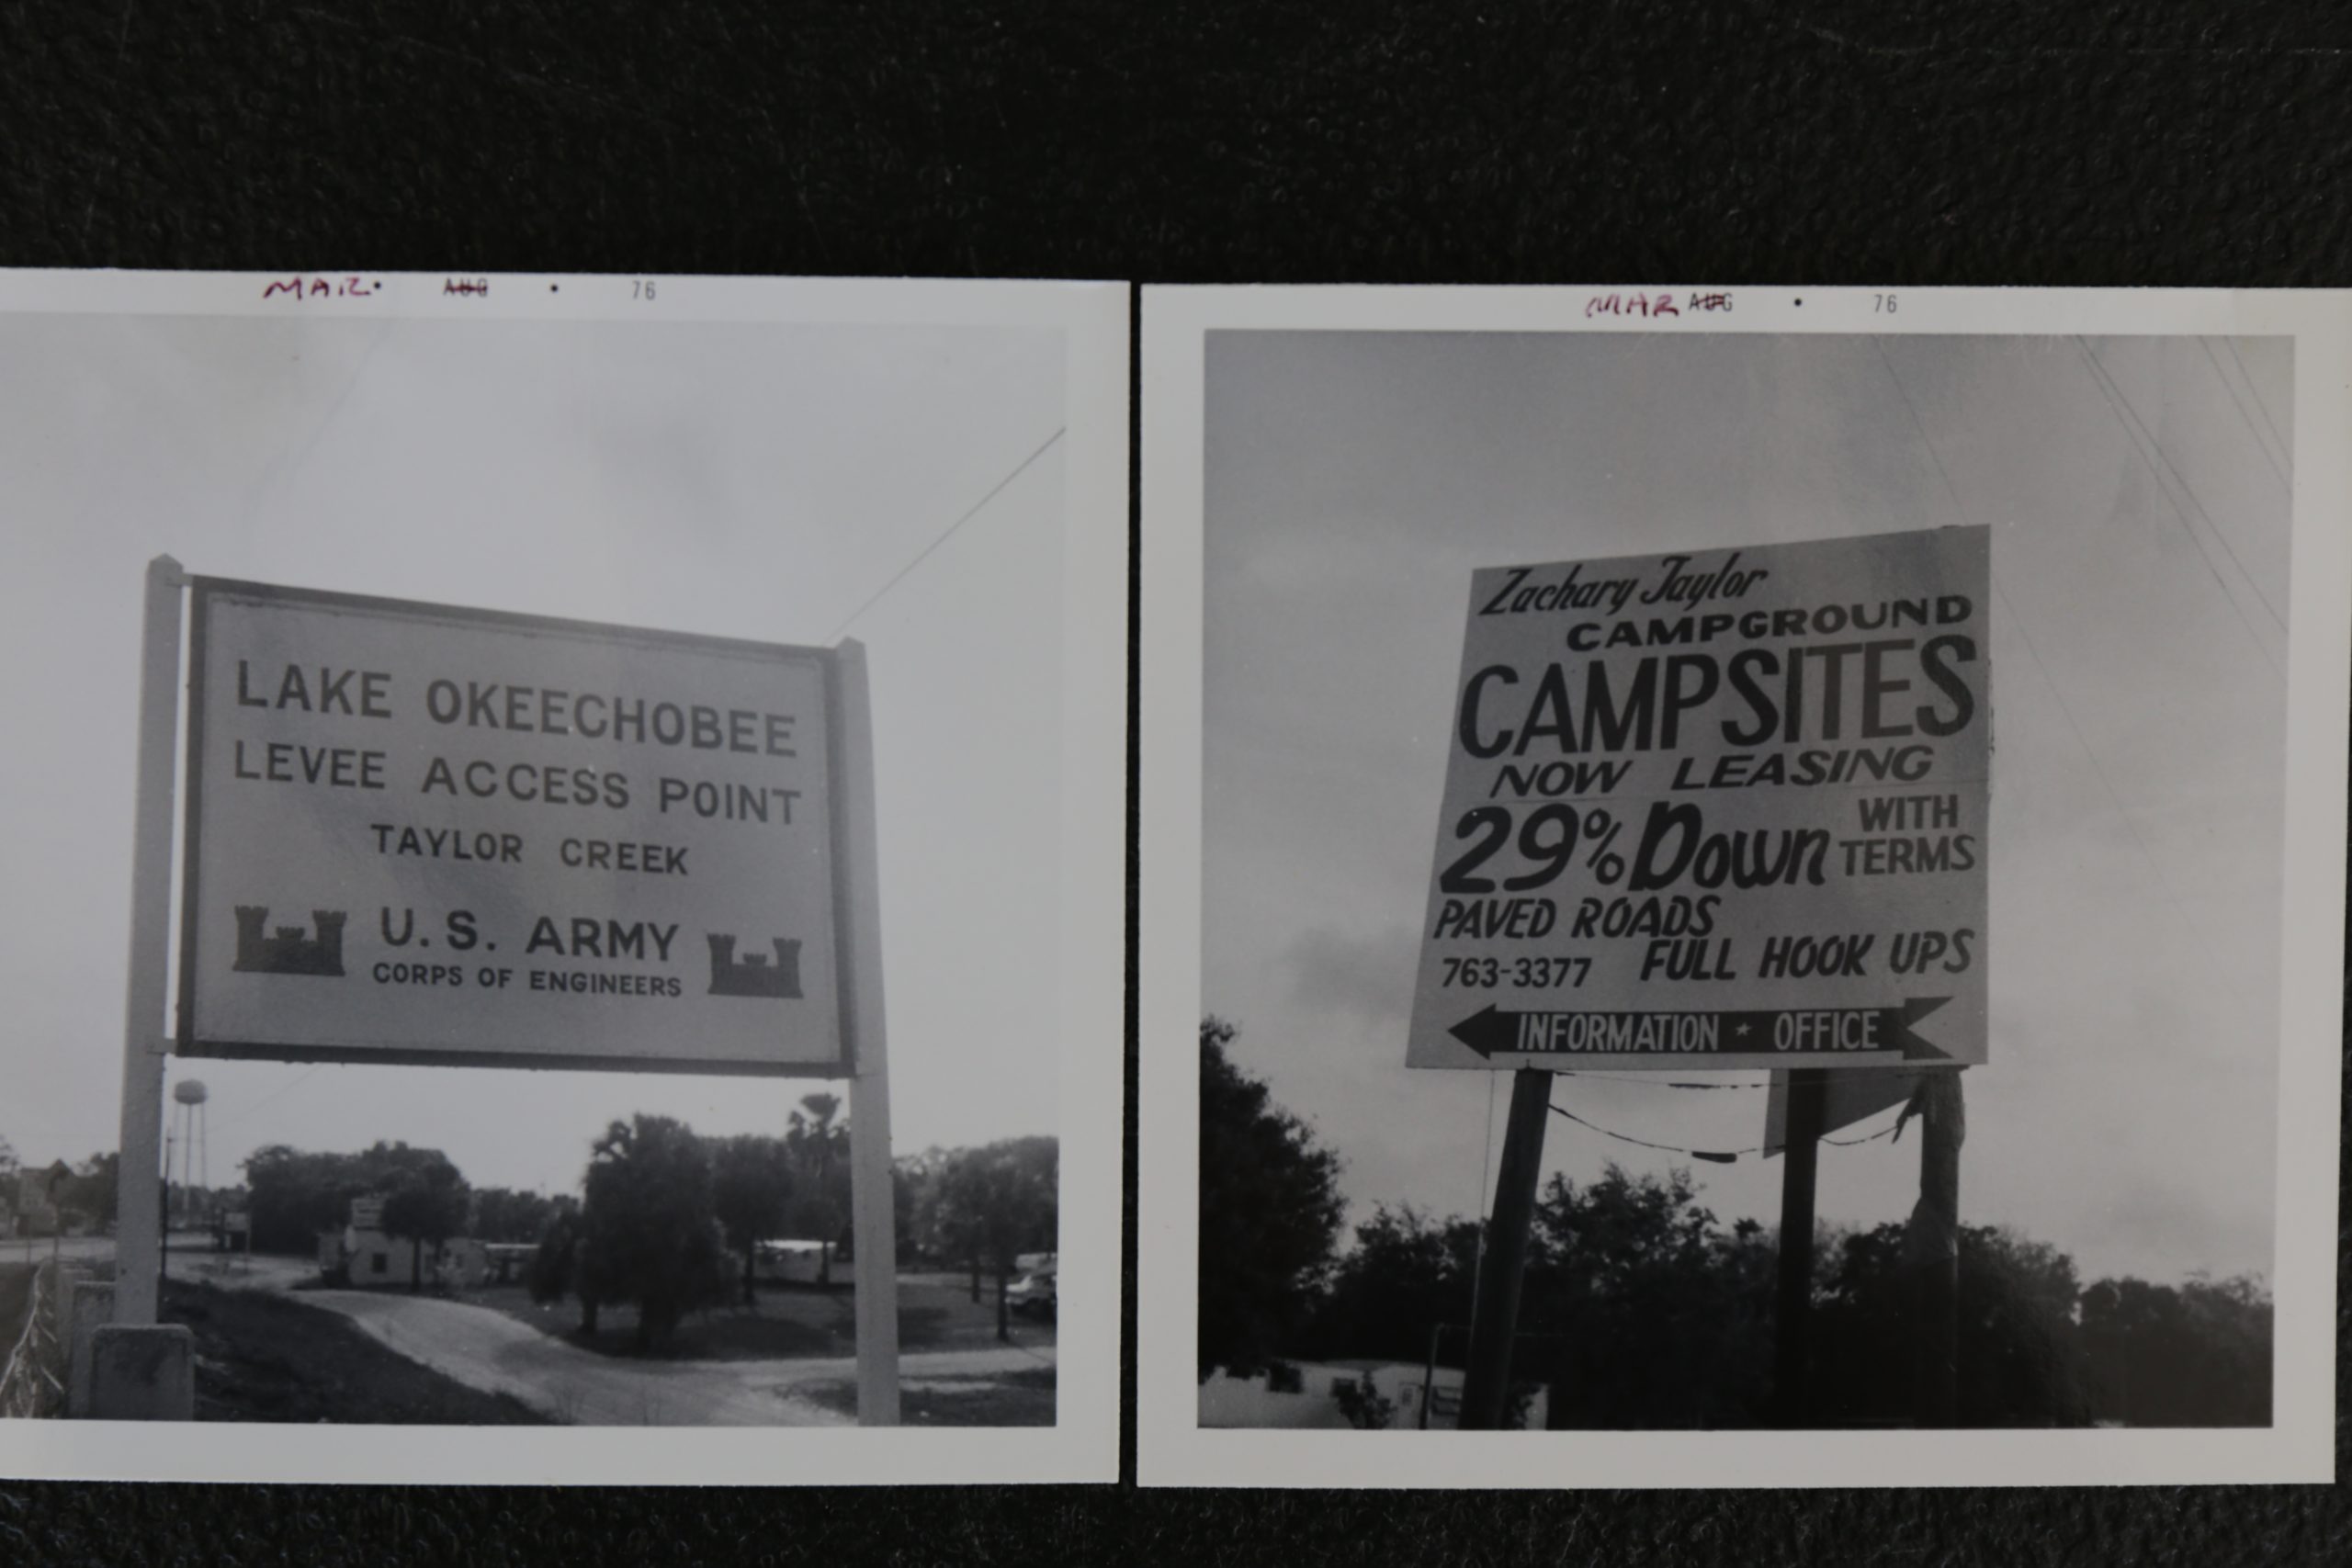 MAR. AUG • 76
LAKE OKEECHOBEE
LEVEE ACCESS POINT
TAYLOR CREEK
U.S. ARMY
CORPS OF ENGINEERS
MAR AUG • 76
Zachary Taylor
CAMPGROUND
CAMPSITES
NOW LEASING
29% Down WITH TERMS
PAVED ROADS
FULL HOOK UPS
763-3377
INFORMATION ★ OFFICE